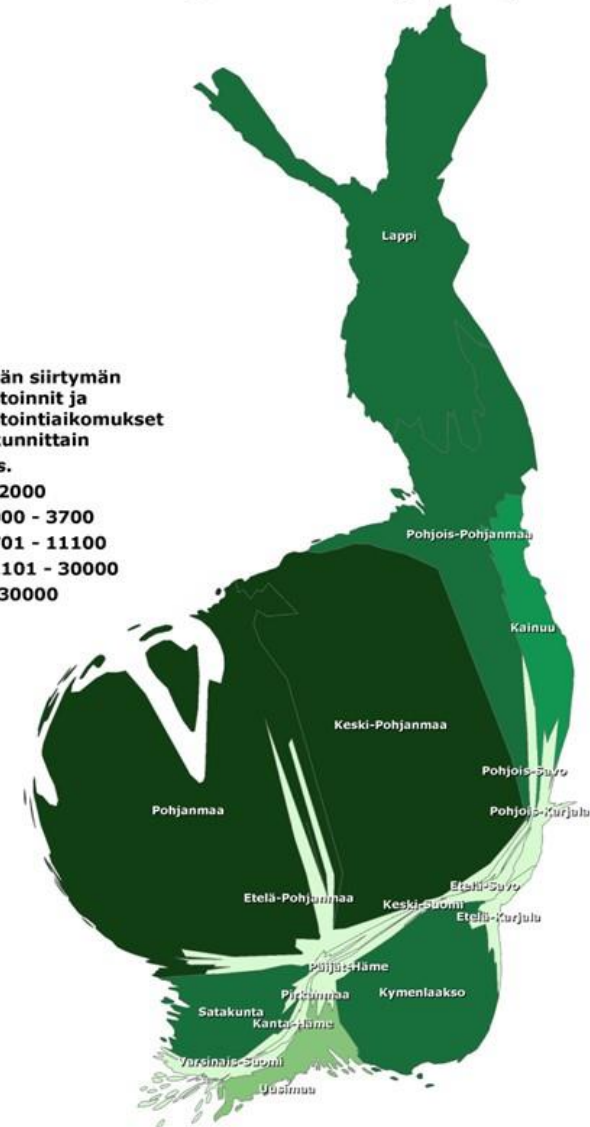 Lappi
än siirtymän
toinnit ja
tointiaikomukset
unnittain
s.
2000
00 - 3700
01 - 11100
101 - 30000
30000
Pohjois-Pohjanmaa
Kainuu
Keski-Pohjanmaa
Pohjois-Savo
Pohjanmaa
Pohjois-Karjala
Etelä-Savo
Etelä-Pohjanmaa
Keski-Suomi
Etelä-Karjala
Päijät-Häme
Pirkanmaa
Kymenlaakso
Satakunta
Kanta-Häme
Varsinais-Suomi
Uusimaa